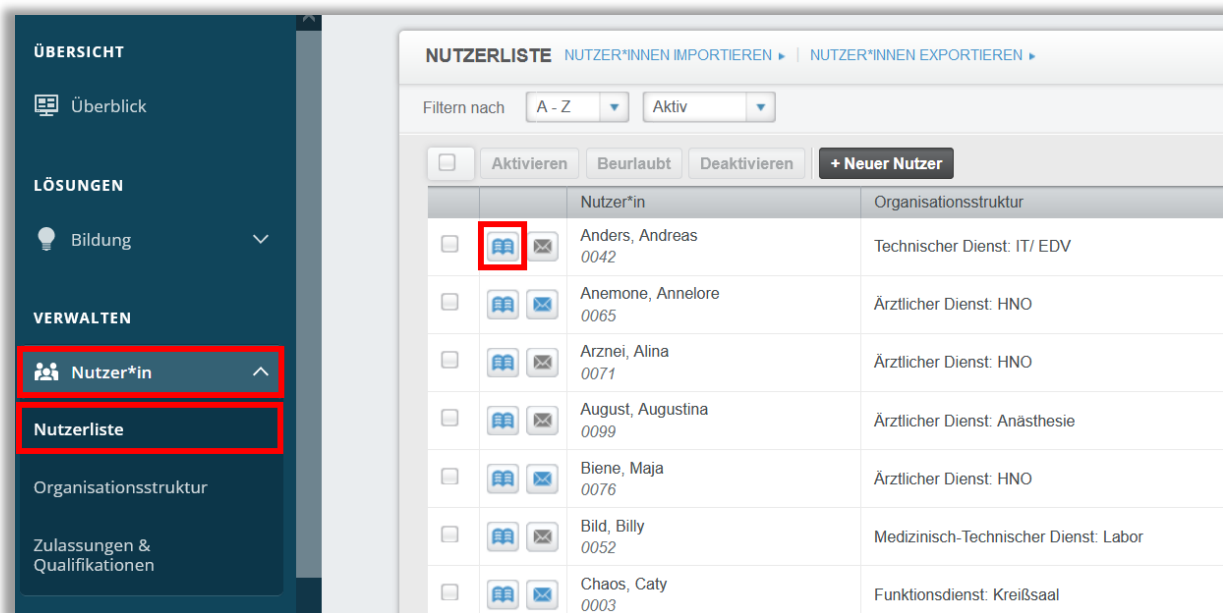 ÜBERSICHT
Überblick
LÖSUNGEN
Bildung
VERWALTEN
Nutzer*in
Nutzerliste
Organisationsstruktur
Zulassungen &
Qualifikationen
NUTZERLISTE NUTZER*INNEN IMPORTIEREN ▸ | NUTZER*INNEN EXPORTIEREN ▸
Filtern nach A - Z Aktiv
Aktivieren Beurlaubt Deaktivieren + Neuer Nutzer
Nutzer*in Organisationsstruktur
Anders, Andreas
0042 Technischer Dienst: IT/ EDV
Anemone, Annelore
0065 Ärztlicher Dienst: HNO
Arznei, Alina
0071 Ärztlicher Dienst: HNO
August, Augustina
0099 Ärztlicher Dienst: Anästhesie
Biene, Maja
0076 Ärztlicher Dienst: HNO
Bild, Billy
0052 Medizinisch-Technischer Dienst: Labor
Chaos, Caty
0003 Funktionsdienst: Kreißsaal